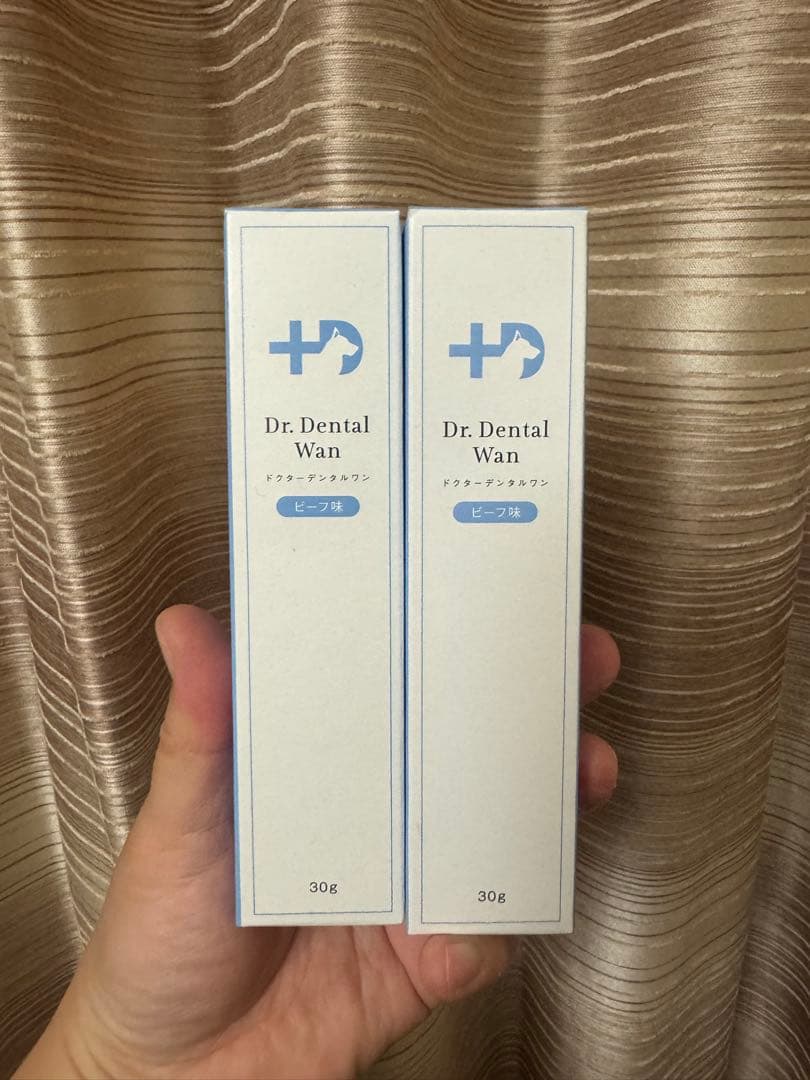 Dr. Dental
Wan
ドクターデンタルワン
ビーフ味
30g
Dr. Dental
Wan
ドクターデンタルワン
ビーフ味
30g